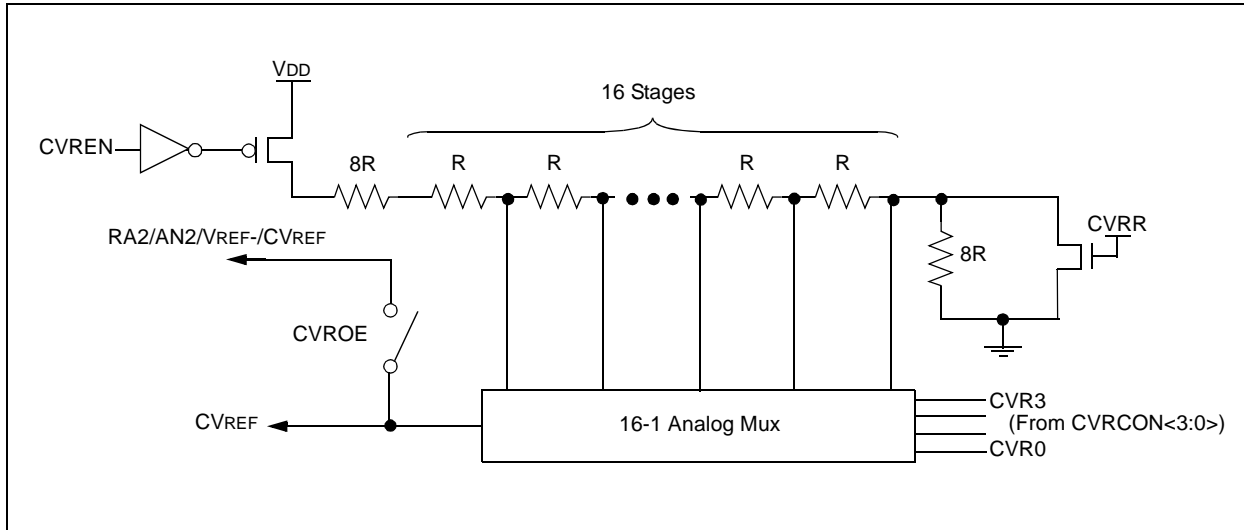 VDD
16 Stages
CVREN
8R
R
R
R
R
RA2/AN2/VREF-/CVREF
CVRR
8R
CVROE
CVR3
CVREF
16-1 Analog Mux
(From CVRCON<3:0>)
CVR0